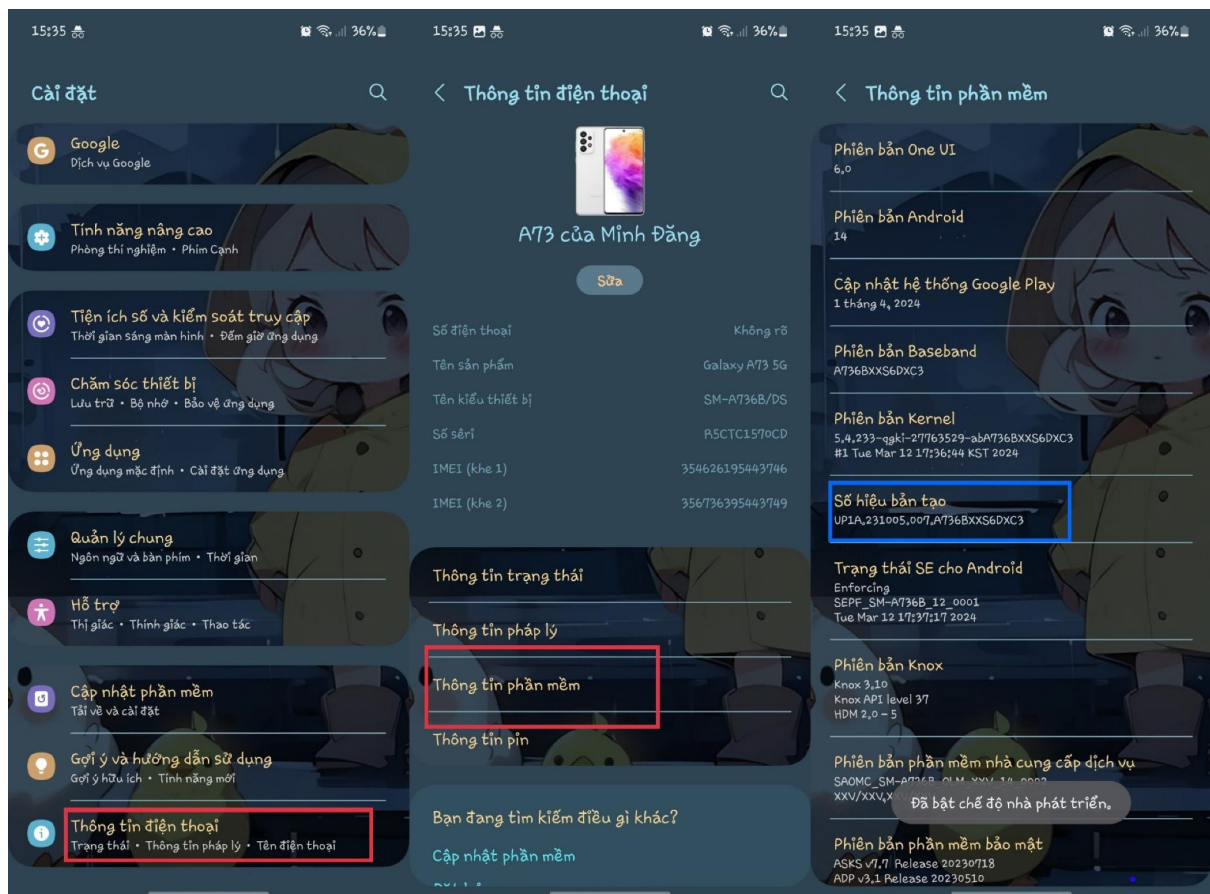 15:35
36%
Cài đặt
Google
Dịch vụ Google
Tính năng nâng cao
Phòng thí nghiệm • Phím Cạnh
Tiện ích số và kiểm soát truy cập
Thời gian sáng màn hình • Đếm giờ ứng dụng
Chăm sóc thiết bị
Lưu trữ • Bộ nhớ • Bảo vệ ứng dụng
Ứng dụng
Ứng dụng mặc định • Cài đặt ứng dụng
Quản lý chung
Ngôn ngữ và bàn phím • Thời gian
Hỗ trợ
Thị giác • Thính giác • Thao tác
Cập nhật phần mềm
Tải về và cài đặt
Gợi ý và hướng dẫn sử dụng
Gợi ý hữu ích • Tính năng mới
Thông tin điện thoại
Trạng thái • Thông tin pháp lý • Tên điện thoại
15:35
36%
Thông tin điện thoại
A73 của Minh Đăng
Sửa
Số điện thoại Không rõ
Tên sản phẩm Galaxy A73 5G
Tên kiểu thiết bị SM-A736B/DS
Số sêri R5CTC1570CD
IMEI (khe 1) 354626195443746
IMEI (khe 2) 356736395443749
Thông tin trạng thái
Thông tin pháp lý
Thông tin phần mềm
Thông tin pin
Bạn đang tìm kiếm điều gì khác?
Cập nhật phần mềm
15:35
36%
Thông tin phần mềm
Phiên bản One UI
6.0
Phiên bản Android
14
Cập nhật hệ thống Google Play
1 tháng 4, 2024
Phiên bản Baseband
A736BXXS6DXC3
Phiên bản Kernel
5.4.233-qgki-27763529-abA736BXXS6DXC3
#1 Tue Mar 12 17:36:44 KST 2024
Số hiệu bản tạo
UP1A.231005.007.A736BXXS6DXC3
Trạng thái SE cho Android
Enforcing
SEPF_SM-A736B_12_0001
Tue Mar 12 17:37:17 2024
Phiên bản Knox
Knox 3.10
Knox API level 37
HDM 2.0 - 5
Phiên bản phần mềm nhà cung cấp dịch vụ
Đã bật chế độ nhà phát triển.
Phiên bản phần mềm bảo mật
ASKS v7.7 Release 20230718
ADP v3.1 Release 20230510